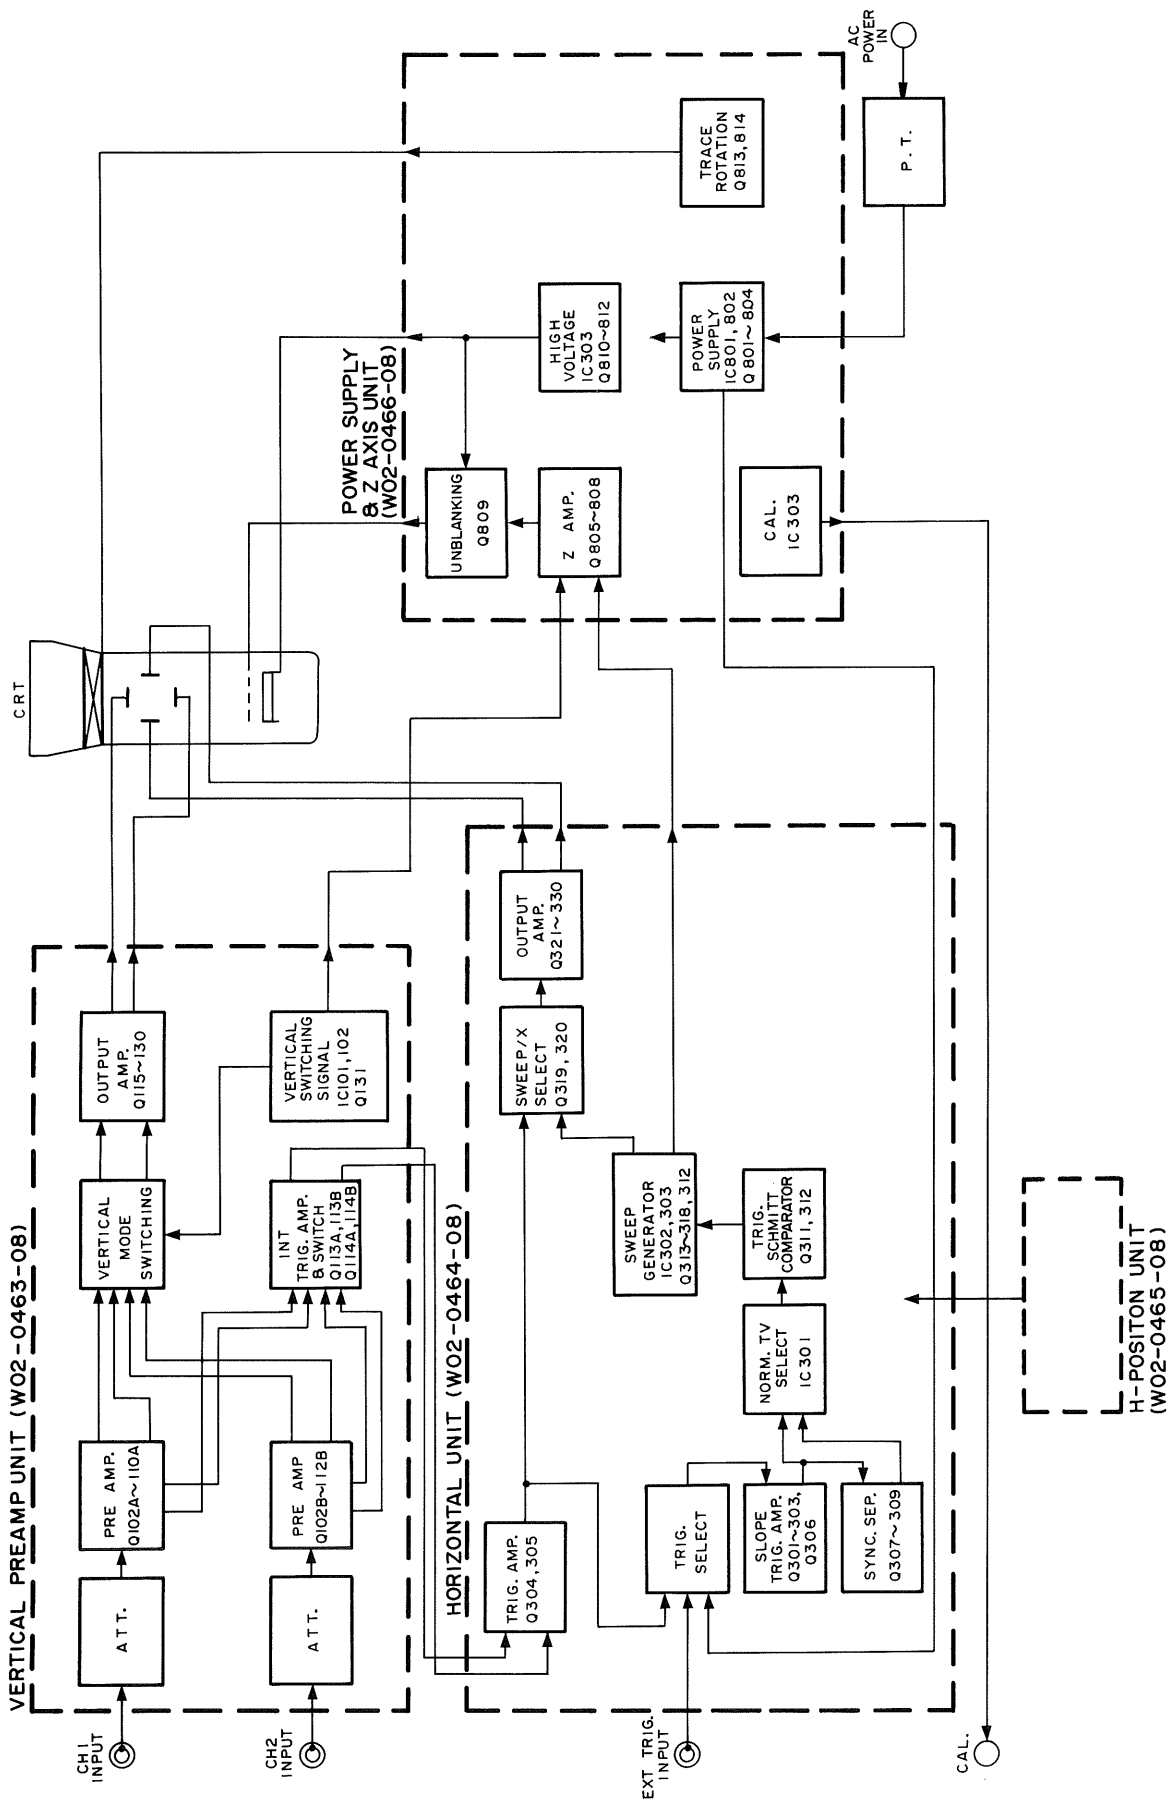 VERTICAL PREAMP UNIT (W02-0463-08)
CH.1
INPUT
ATT.
PRE AMP.
Q102A~110A
VERTICAL
MODE
SWITCHING
OUTPUT
AMP.
Q115~130
CH2
INPUT
ATT.
PRE AMP
Q102B~112B
INT
TRIG. AMP.
& SWITCH
Q113A, 113B
Q114A, 114B
VERTICAL
SWITCHING
SIGNAL
IC101, 102
Q131
CRT
HORIZONTAL UNIT (W02-0464-08)
TRIG. AMP.
Q304, 305
SWEEP/X
SELECT
Q319, 320
OUTPUT
AMP.
Q321~330
SWEEP
GENERATOR
IC302, 303
Q313~318, 312
EXT TRIG.
INPUT
TRIG.
SELECT
SLOPE
TRIG. AMP.
Q301~303,
Q306
SYNC. SEP.
Q307~309
NORM. TV
SELECT
IC301
TRIG.
SCHMITT
COMPARATOR
Q311, 312
POWER SUPPLY
& Z AXIS UNIT
(W02-0466-08)
UNBLANKING
Q809
Z AMP.
Q805~808
HIGH
VOLTAGE
IC303
Q810~812
CAL.
IC303
POWER
SUPPLY
IC801, 802
Q801~804
TRACE
ROTATION
Q813, 814
P. T.
AC
POWER
IN
CAL.
H-POSITON UNIT
(W02-0465-08)